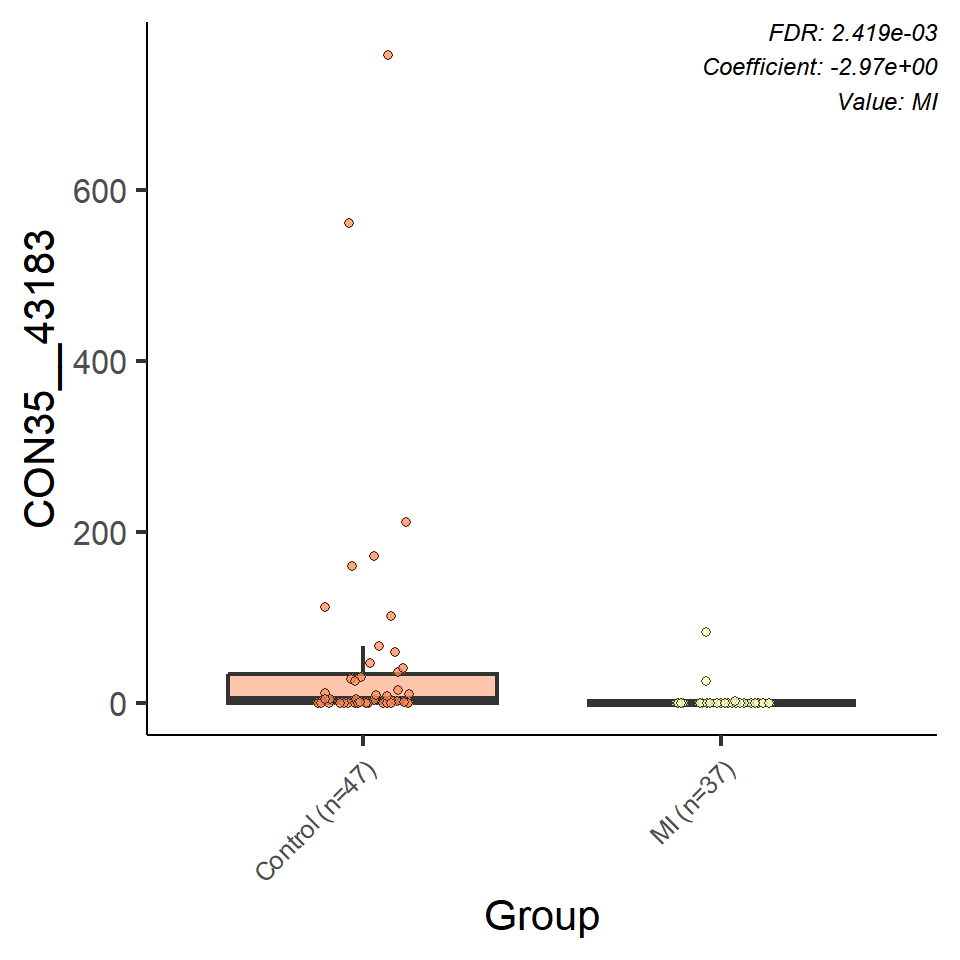 FDR: 2.419e-03
Coefficient: -2.97e+00
Value: MI
CON35__43183
600
400
200
0
Control (n=47)
MI (n=37)
Group